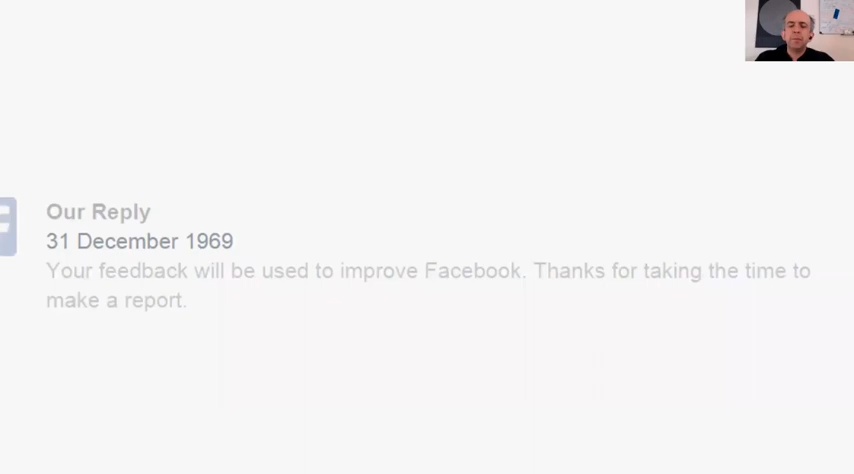 Our Reply
31 December 1969
Your feedback will be used to improve Facebook. Thanks for taking the time to
make a report.